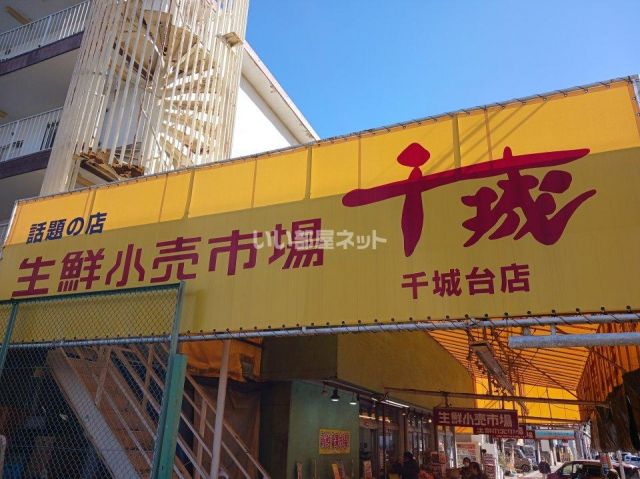 話題の店
生鮮小売市場
千城
千城台店
いい部屋ネット
生鮮小売市場